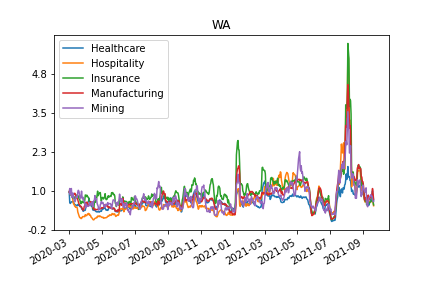 WA
Healthcare
Hospitality
Insurance
Manufacturing
Mining
4.8
3.5
2.3
1.0
-0.2
2020-03
2020-05
2020-07
2020-09
2020-11
2021-01
2021-03
2021-05
2021-07
2021-09